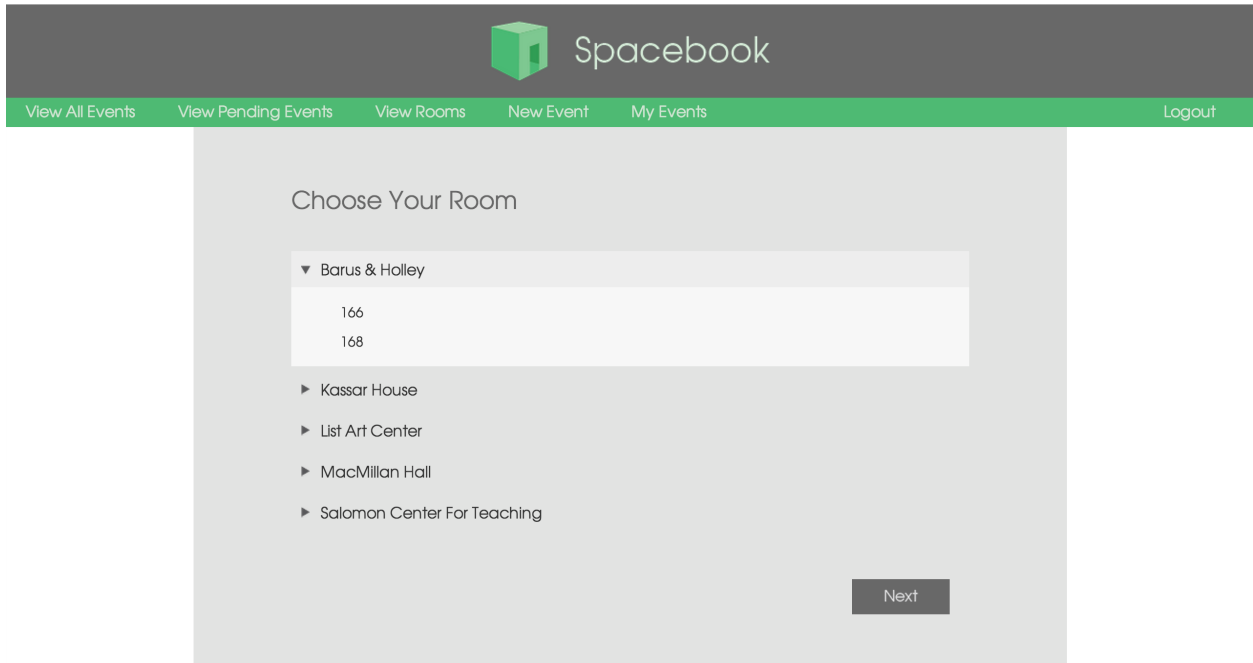 Spacebook
View All Events View Pending Events View Rooms New Event My Events Logout
Choose Your Room
Barus & Holley
166
168
Kassar House
List Art Center
MacMillan Hall
Salomon Center For Teaching
Next